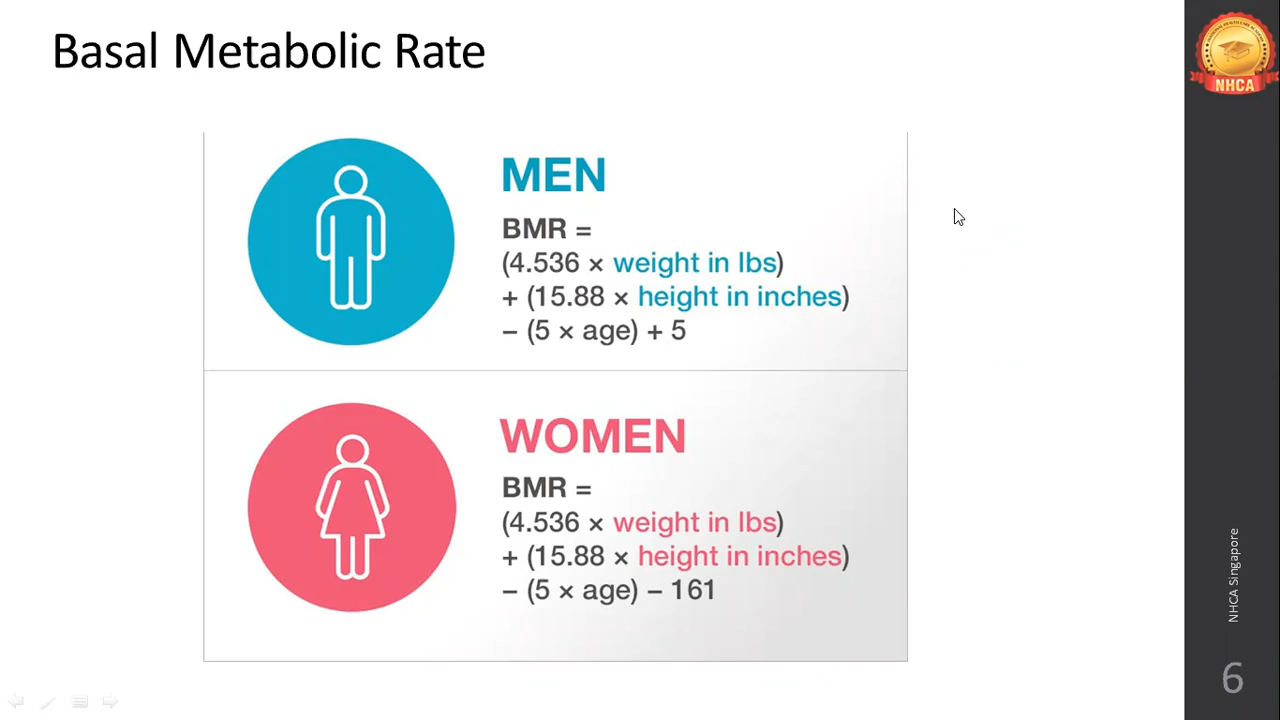 Basal Metabolic Rate
MEN
BMR =
(4.536 × weight in lbs)
+ (15.88 × height in inches)
– (5 × age) + 5
WOMEN
BMR =
(4.536 × weight in lbs)
+ (15.88 × height in inches)
– (5 × age) – 161
NHCA
NHCA Singapore
6